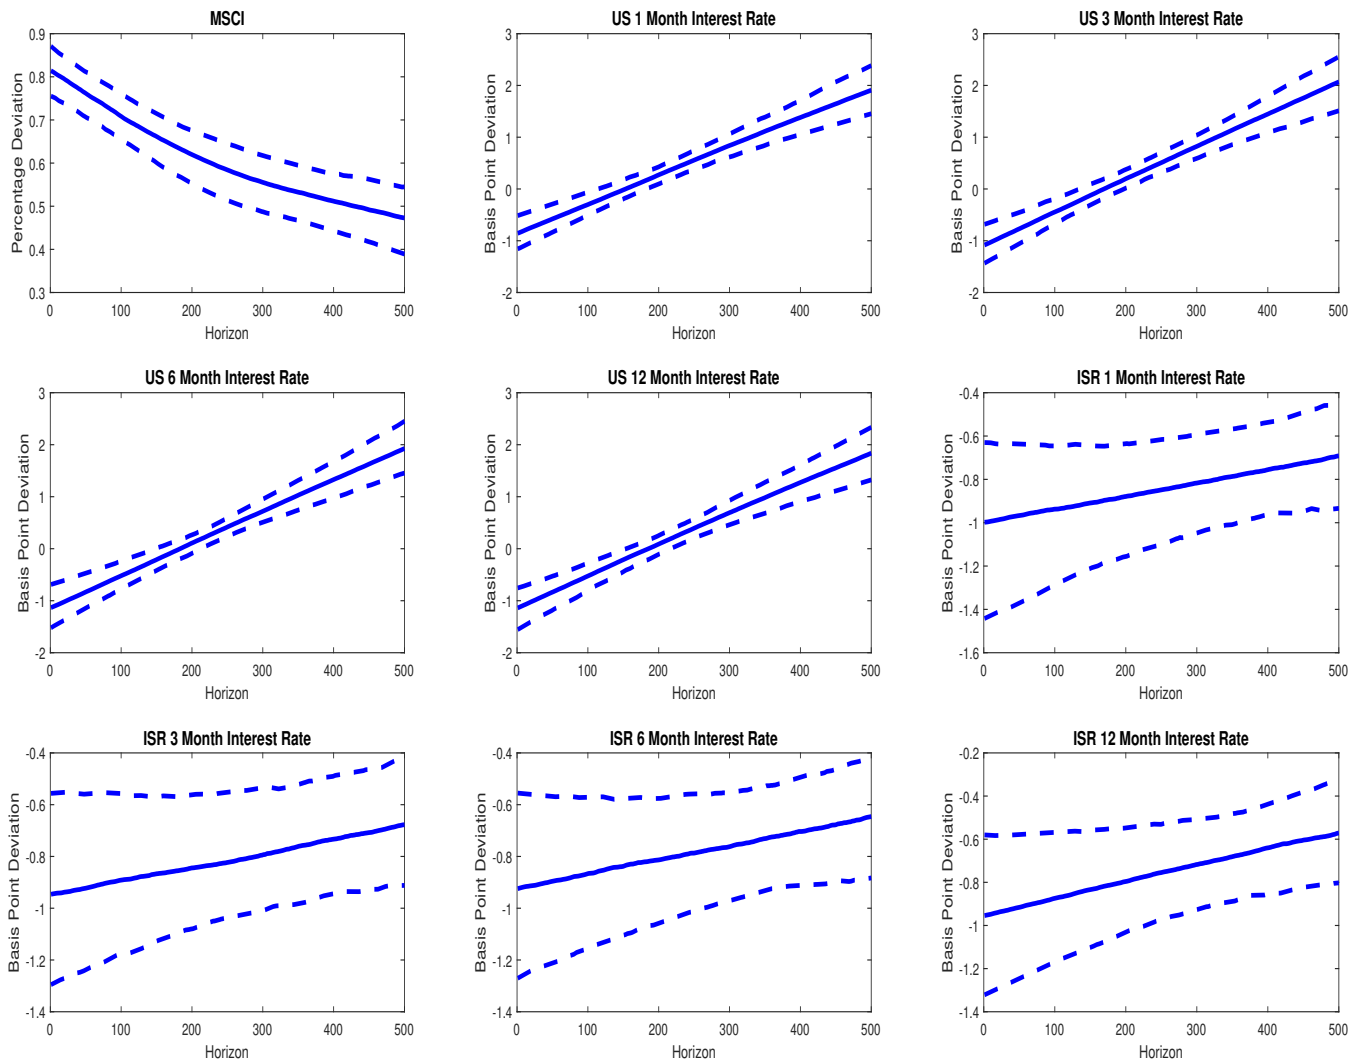 MSCI
Percentage Deviation
0.9
0.8
0.7
0.6
0.5
0.4
0.3
0 100 200 300 400 500
Horizon
US 1 Month Interest Rate
Basis Point Deviation
3
2
1
0
-1
-2
0 100 200 300 400 500
Horizon
US 3 Month Interest Rate
Basis Point Deviation
3
2
1
0
-1
-2
0 100 200 300 400 500
Horizon
US 6 Month Interest Rate
Basis Point Deviation
3
2
1
0
-1
-2
0 100 200 300 400 500
Horizon
US 12 Month Interest Rate
Basis Point Deviation
3
2
1
0
-1
-2
0 100 200 300 400 500
Horizon
ISR 1 Month Interest Rate
Basis Point Deviation
-0.4
-0.6
-0.8
-1
-1.2
-1.4
-1.6
0 100 200 300 400 500
Horizon
ISR 3 Month Interest Rate
Basis Point Deviation
-0.4
-0.6
-0.8
-1
-1.2
-1.4
0 100 200 300 400 500
Horizon
ISR 6 Month Interest Rate
Basis Point Deviation
-0.4
-0.6
-0.8
-1
-1.2
-1.4
0 100 200 300 400 500
Horizon
ISR 12 Month Interest Rate
Basis Point Deviation
-0.2
-0.4
-0.6
-0.8
-1
-1.2
-1.4
0 100 200 300 400 500
Horizon